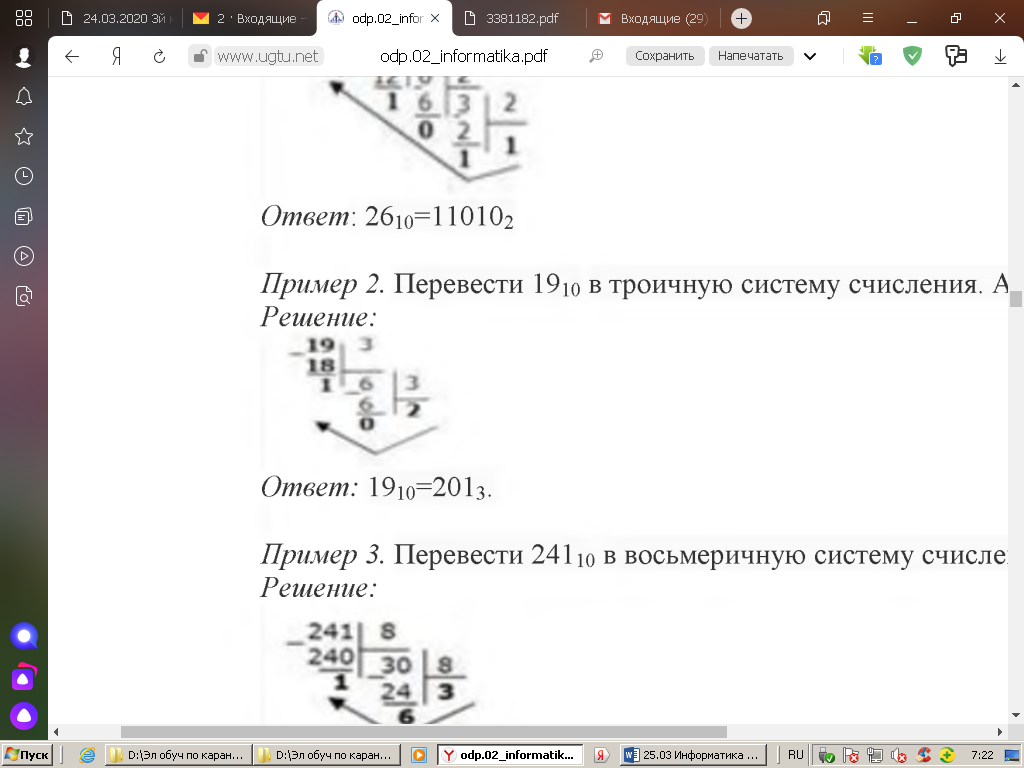 24.03.2020 3й
2 · Входящие –
odp.02_infor
3381182.pdf
Входящие (29)
www.ugtu.net
odp.02_informatika.pdf
Сохранить
Напечатать
1 6 3 2
0 2 1
1
Ответ: 26₁₀=11010₂
Пример 2. Перевести 19₁₀ в троичную систему счисления. А
Решение:
19 3
18
1 6 3
6 2
0
Ответ: 19₁₀=201₃.
Пример 3. Перевести 241₁₀ в восьмеричную систему счисле
Решение:
241 8
240 30 8
1 24 3
6
Пуск
D:\Эл обуч по каран...
D:\Эл обуч по каран...
odp.02_informatik...
25.03 Информатика ...
RU
7:22